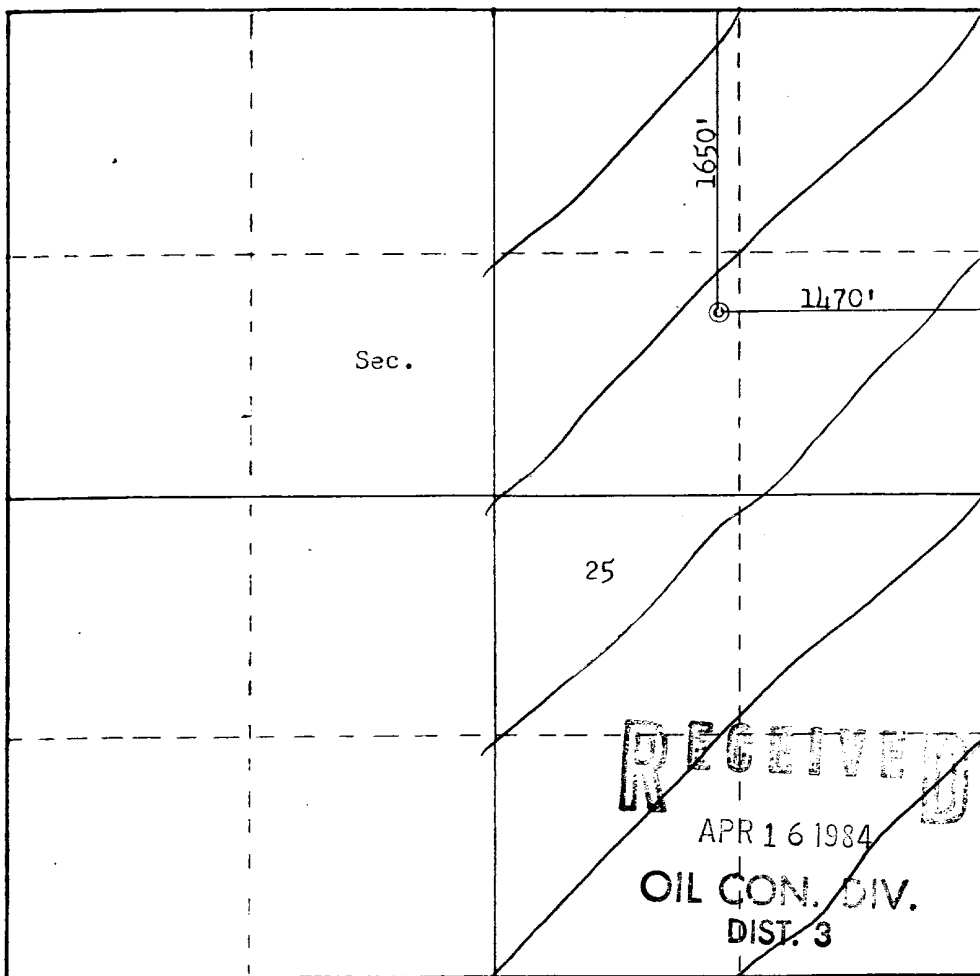 1650'
1470'
Sec.
25
RECEIVED
APR 16 1984
OIL CON. DIV.
DIST. 3